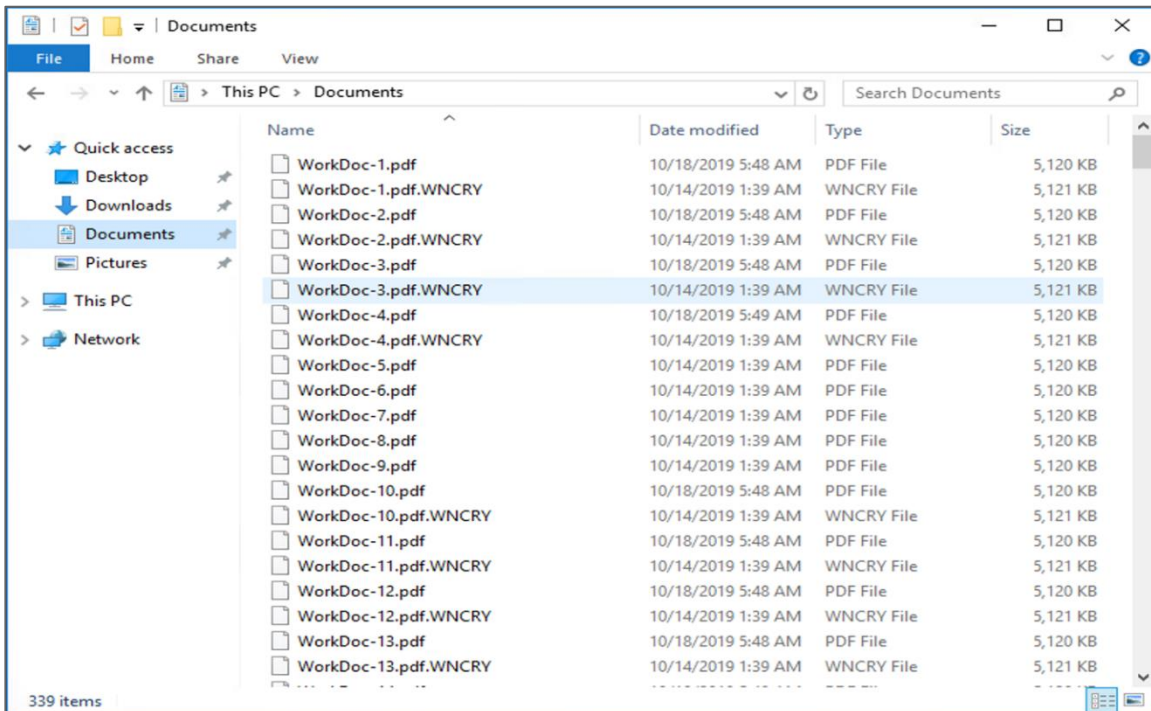 Documents
File Home Share View
This PC > Documents Search Documents
Name Date modified Type Size
Quick access
Desktop
Downloads
Documents
Pictures
This PC
Network
WorkDoc-1.pdf 10/18/2019 5:48 AM PDF File 5,120 KB
WorkDoc-1.pdf.WNCRY 10/14/2019 1:39 AM WNCRY File 5,121 KB
WorkDoc-2.pdf 10/18/2019 5:48 AM PDF File 5,120 KB
WorkDoc-2.pdf.WNCRY 10/14/2019 1:39 AM WNCRY File 5,121 KB
WorkDoc-3.pdf 10/18/2019 5:48 AM PDF File 5,120 KB
WorkDoc-3.pdf.WNCRY 10/14/2019 1:39 AM WNCRY File 5,121 KB
WorkDoc-4.pdf 10/18/2019 5:49 AM PDF File 5,120 KB
WorkDoc-4.pdf.WNCRY 10/14/2019 1:39 AM WNCRY File 5,121 KB
WorkDoc-5.pdf 10/14/2019 1:39 AM PDF File 5,120 KB
WorkDoc-6.pdf 10/14/2019 1:39 AM PDF File 5,120 KB
WorkDoc-7.pdf 10/14/2019 1:39 AM PDF File 5,120 KB
WorkDoc-8.pdf 10/14/2019 1:39 AM PDF File 5,120 KB
WorkDoc-9.pdf 10/14/2019 1:39 AM PDF File 5,120 KB
WorkDoc-10.pdf 10/18/2019 5:48 AM PDF File 5,120 KB
WorkDoc-10.pdf.WNCRY 10/14/2019 1:39 AM WNCRY File 5,121 KB
WorkDoc-11.pdf 10/18/2019 5:48 AM PDF File 5,120 KB
WorkDoc-11.pdf.WNCRY 10/14/2019 1:39 AM WNCRY File 5,121 KB
WorkDoc-12.pdf 10/18/2019 5:48 AM PDF File 5,120 KB
WorkDoc-12.pdf.WNCRY 10/14/2019 1:39 AM WNCRY File 5,121 KB
WorkDoc-13.pdf 10/18/2019 5:48 AM PDF File 5,120 KB
WorkDoc-13.pdf.WNCRY 10/14/2019 1:39 AM WNCRY File 5,121 KB
339 items